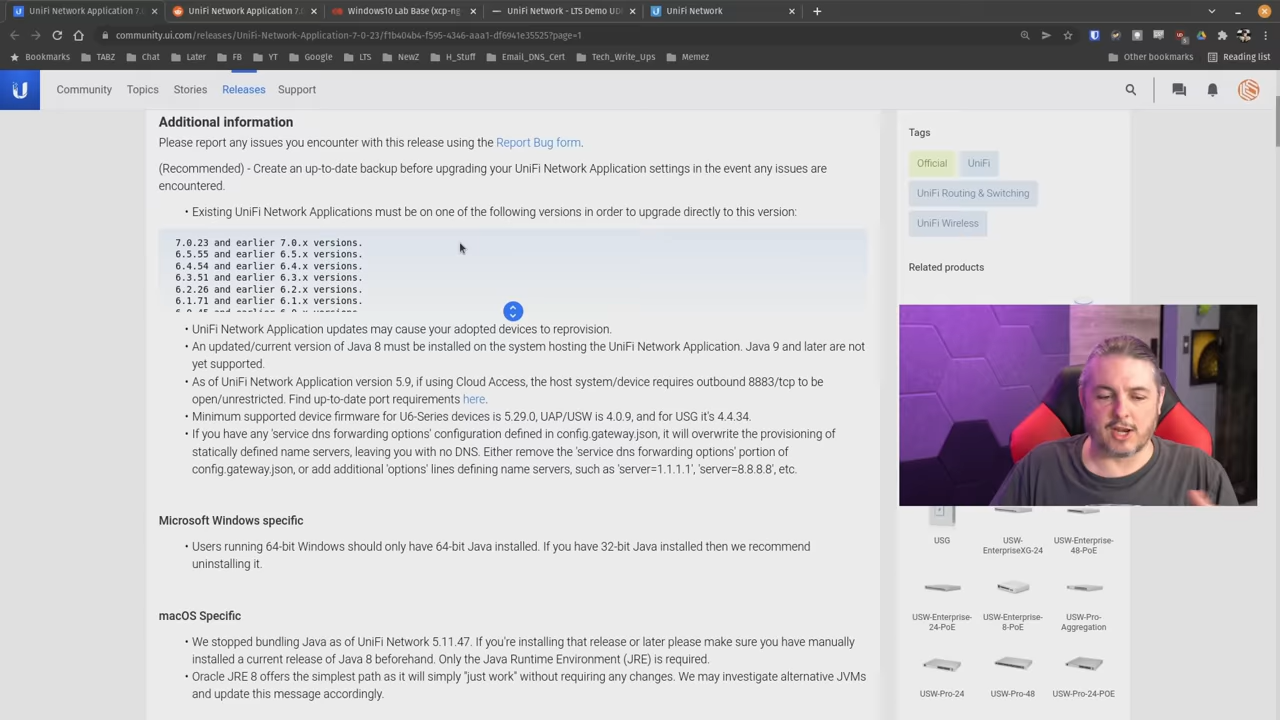 UniFi Network Application 7.0
UniFi Network Application 7.
Windows10 Lab Base (xcp-ng
UniFi Network - LTS Demo UD
UniFi Network
community.ui.com/releases/UniFi-Network-Application-7-0-23/f1b404b4-f595-4346-aaa1-df6941e35525?page=1
Bookmarks
TABZ
Chat
Later
FB
YT
Google
LTS
NewZ
H_Stuff
Email_DNS_Cert
Tech_Write_Ups
Memez
Other bookmarks
Reading list
Community
Topics
Stories
Releases
Support
Additional information
Please report any issues you encounter with this release using the Report Bug form.
(Recommended) - Create an up-to-date backup before upgrading your UniFi Network Application settings in the event any issues are
encountered.
• Existing UniFi Network Applications must be on one of the following versions in order to upgrade directly to this version:
7.0.23 and earlier 7.0.x versions.
6.5.55 and earlier 6.5.x versions.
6.4.54 and earlier 6.4.x versions.
6.3.51 and earlier 6.3.x versions.
6.2.26 and earlier 6.2.x versions.
6.1.71 and earlier 6.1.x versions.
• UniFi Network Application updates may cause your adopted devices to reprovision.
• An updated/current version of Java 8 must be installed on the system hosting the UniFi Network Application. Java 9 and later are not
yet supported.
• As of UniFi Network Application version 5.9, if using Cloud Access, the host system/device requires outbound 8883/tcp to be
open/unrestricted. Find up-to-date port requirements here.
• Minimum supported device firmware for U6-Series devices is 5.29.0, UAP/USW is 4.0.9, and for USG it's 4.4.34.
• If you have any 'service dns forwarding options' configuration defined in config.gateway.json, it will overwrite the provisioning of
statically defined name servers, leaving you with no DNS. Either remove the 'service dns forwarding options' portion of
config.gateway.json, or add additional 'options' lines defining name servers, such as 'server=1.1.1.1', 'server=8.8.8.8', etc.
Microsoft Windows specific
• Users running 64-bit Windows should only have 64-bit Java installed. If you have 32-bit Java installed then we recommend
uninstalling it.
macOS Specific
• We stopped bundling Java as of UniFi Network 5.11.47. If you're installing that release or later please make sure you have manually
installed a current release of Java 8 beforehand. Only the Java Runtime Environment (JRE) is required.
• Oracle JRE 8 offers the simplest path as it will simply "just work" without requiring any changes. We may investigate alternative JVMs
and update this message accordingly.
Tags
Official
UniFi
UniFi Routing & Switching
UniFi Wireless
Related products
USG
USW-
EnterpriseXG-24
USW-Enterprise-
48-PoE
USW-Enterprise-
24-PoE
USW-Enterprise-
8-PoE
USW-Pro-
Aggregation
USW-Pro-24
USW-Pro-48
USW-Pro-24-POE